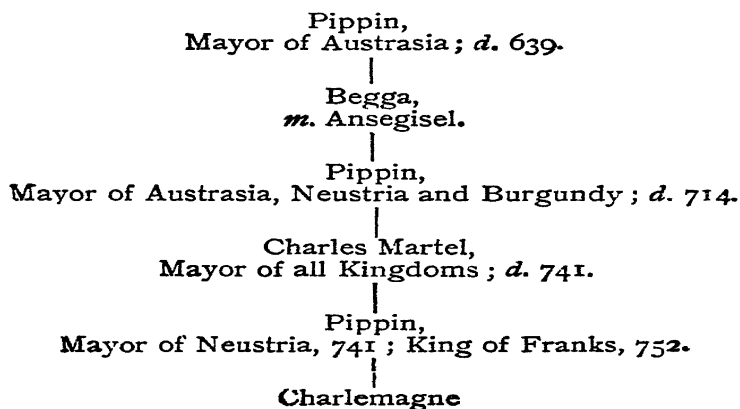 Pippin,
Mayor of Austrasia; d. 639.
Begga,
m. Ansegisel.
Pippin,
Mayor of Austrasia, Neustria and Burgundy; d. 714.
Charles Martel,
Mayor of all Kingdoms; d. 741.
Pippin,
Mayor of Neustria, 741; King of Franks, 752.
Charlemagne